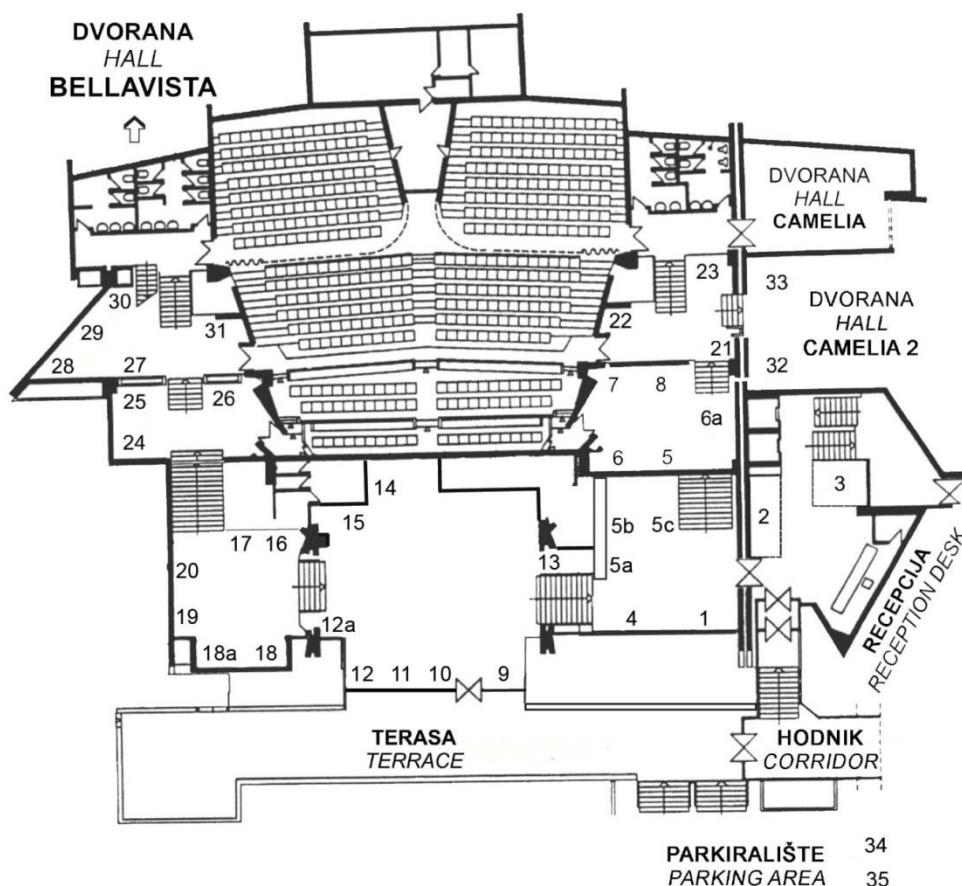 DVORANA
HALL
BELLAVISTA
DVORANA
HALL
CAMELIA
23
33
30
DVORANA
HALL
CAMELIA 2
29
31
22
28
27
21
32
25
26
7
8
6a
24
6
5
14
3
15
5b
5c
2
17
16
13
5a
20
19
12a
4
1
RECEPCIJA
RECEPTION DESK
18a
18
12
11
10
9
TERASA
TERRACE
HODNIK
CORRIDOR
34
PARKIRALIŠTE
PARKING AREA
35